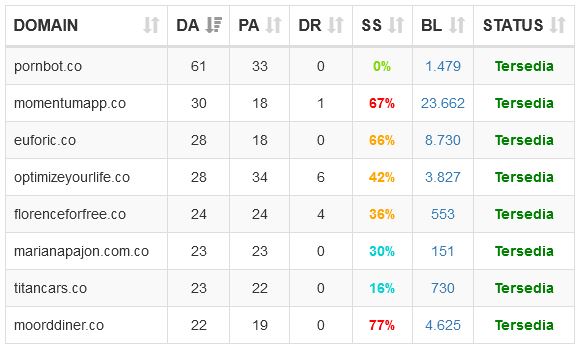 DOMAIN DA PA DR SS BL STATUS
pornbot.co 61 33 0 0% 1.479 Tersedia
momentumapp.co 30 18 1 67% 23.662 Tersedia
euforic.co 28 18 0 66% 8.730 Tersedia
optimizeyourlife.co 28 34 6 42% 3.827 Tersedia
florenceforfree.co 24 24 4 36% 553 Tersedia
marianapajon.com.co 23 23 0 30% 151 Tersedia
titancars.co 23 22 0 16% 730 Tersedia
moorddiner.co 22 19 0 77% 4.625 Tersedia